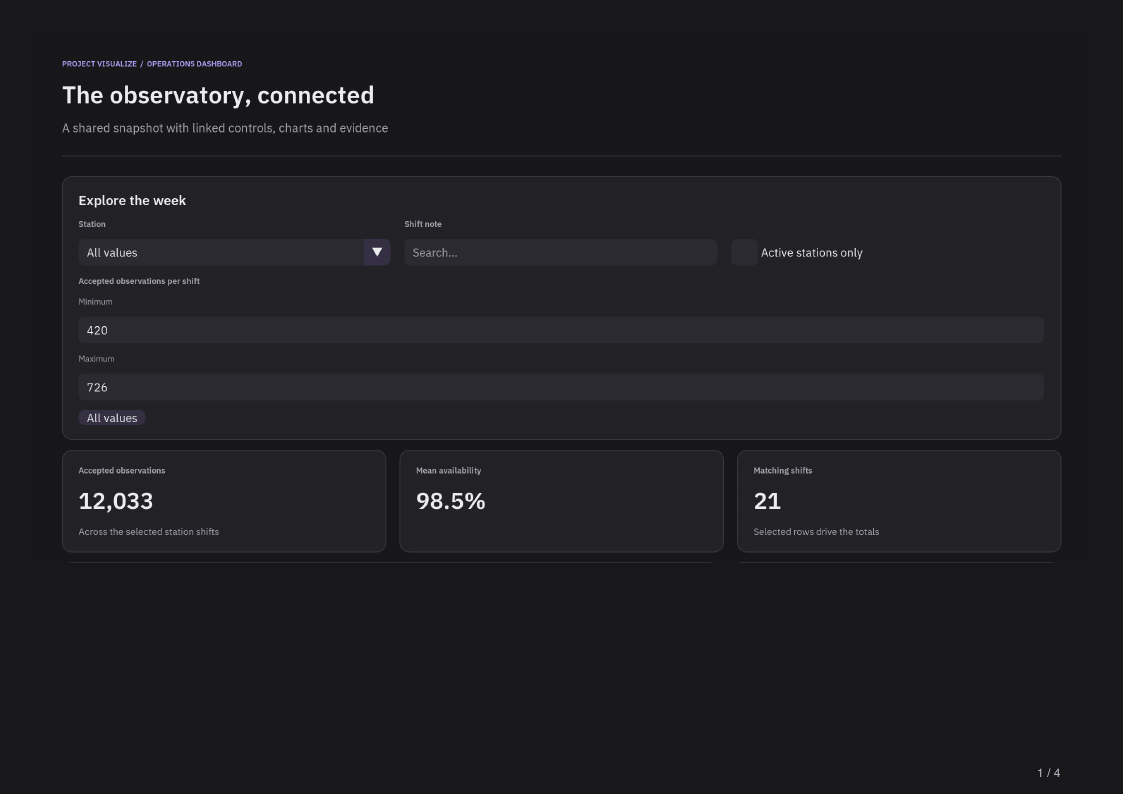 PROJECT VISUALIZE / OPERATIONS DASHBOARD
The observatory, connected
A shared snapshot with linked controls, charts and evidence
Explore the week
Station
Shift note
All values
Search...
Active stations only
Accepted observations per shift
Minimum
420
Maximum
726
All values
Accepted observations
12,033
Across the selected station shifts
Mean availability
98.5%
Matching shifts
21
Selected rows drive the totals
1 / 4